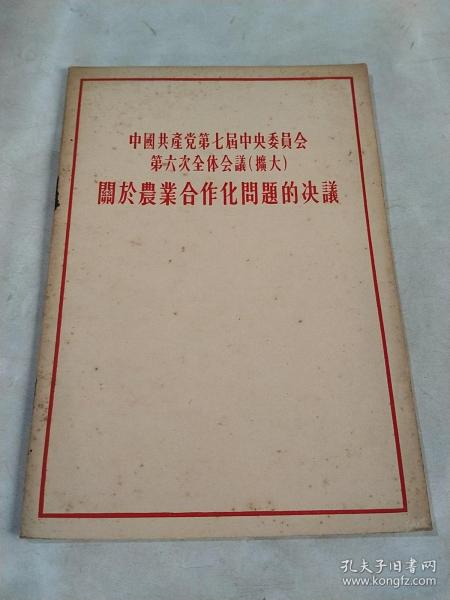 中國共產党第七屆中央委員会
第六次全体会議(擴大)
關於農業合作化問題的决議
孔夫子旧书网
www.kongfz.com